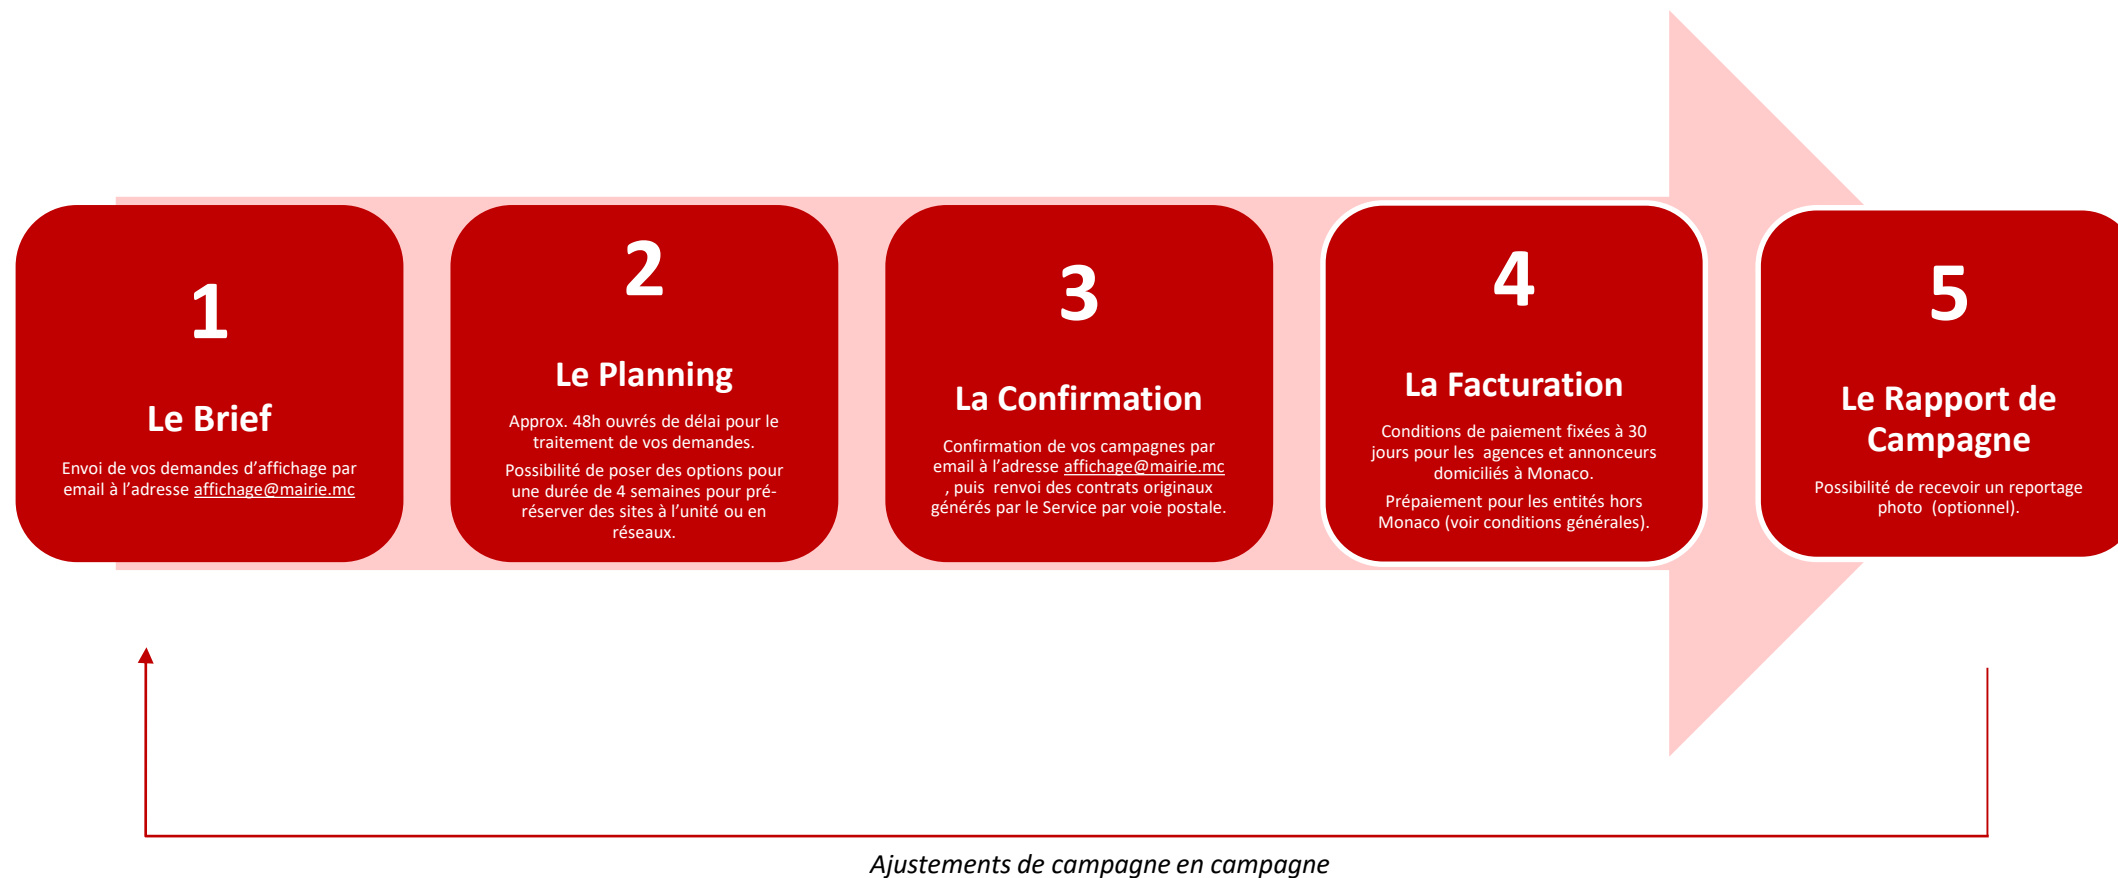 1
Le Brief
Envoi de vos demandes d’affichage par
email à l’adresse affichage@mairie.mc
2
Le Planning
Approx. 48h ouvrés de délai pour le
traitement de vos demandes.
Possibilité de poser des options pour
une durée de 4 semaines pour pré-
réserver des sites à l’unité ou en
réseaux.
3
La Confirmation
Confirmation de vos campagnes par
email à l’adresse affichage@mairie.mc
, puis renvoi des contrats originaux
générés par le Service par voie postale.
4
La Facturation
Conditions de paiement fixées à 30
jours pour les agences et annonceurs
domiciliés à Monaco.
Prépaiement pour les entités hors
Monaco (voir conditions générales).
5
Le Rapport de
Campagne
Possibilité de recevoir un reportage
photo (optionnel).
Ajustements de campagne en campagne